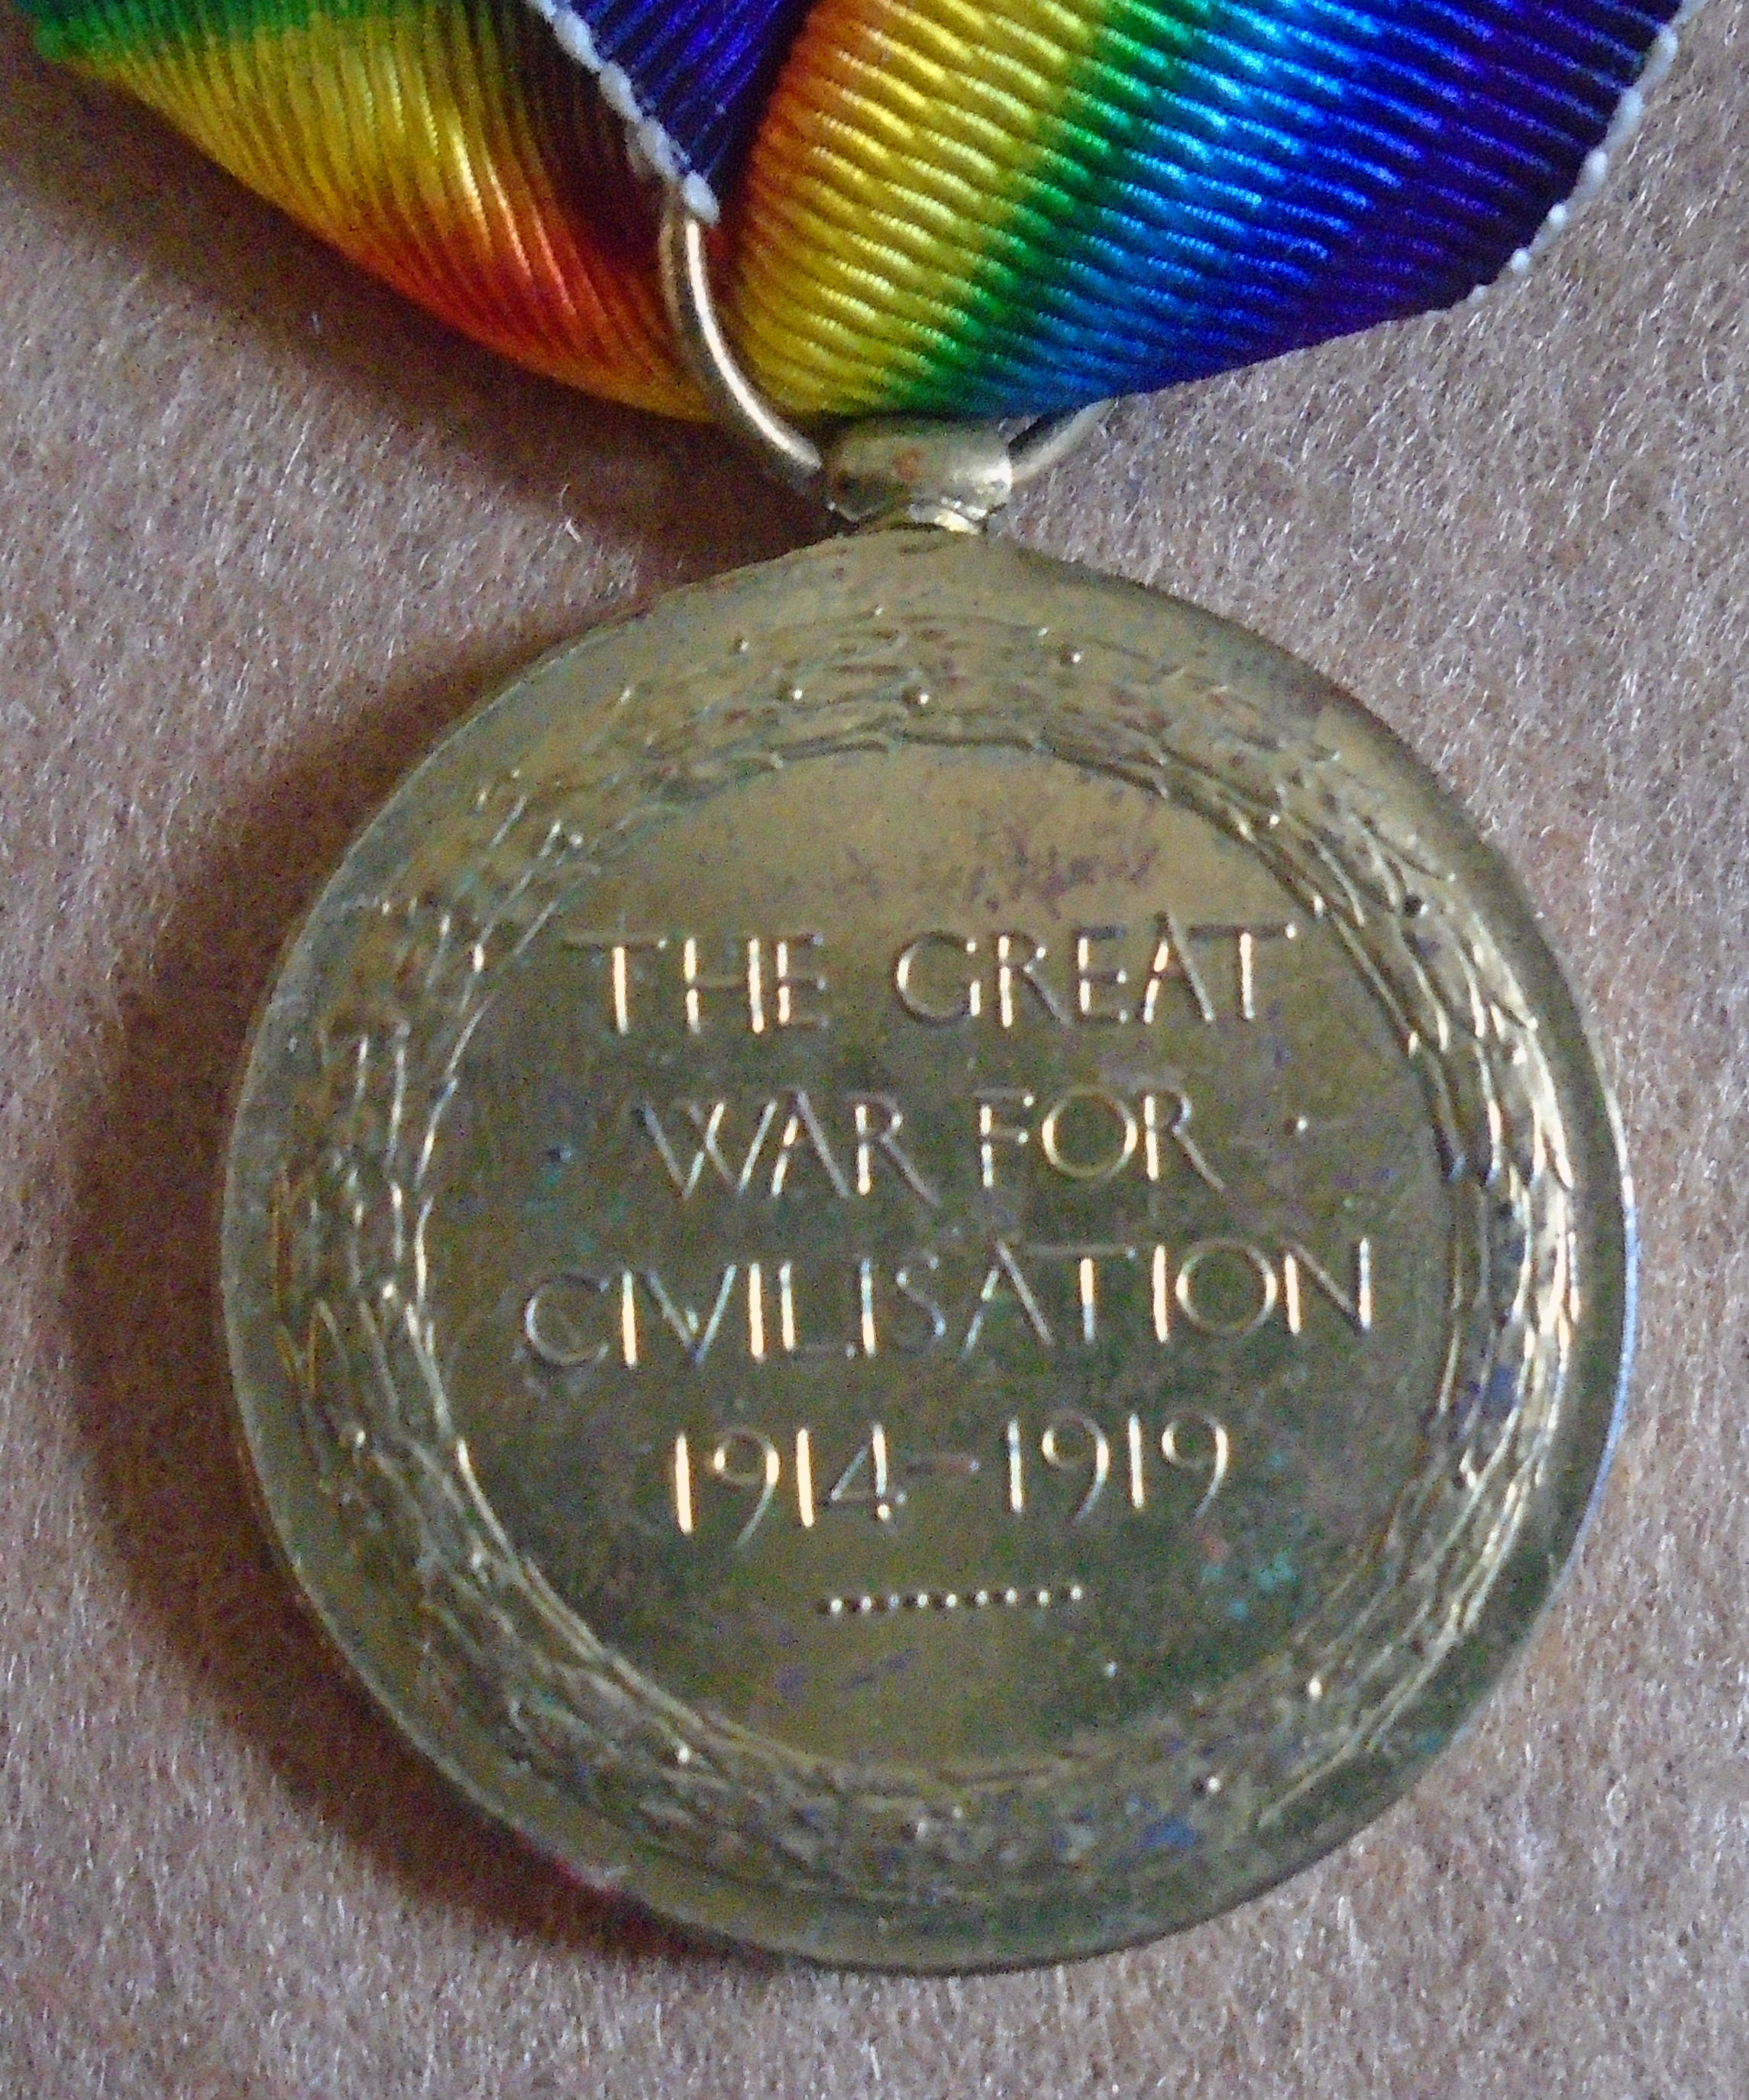 THE GREAT
WAR FOR
CIVILISATION
1914-1919